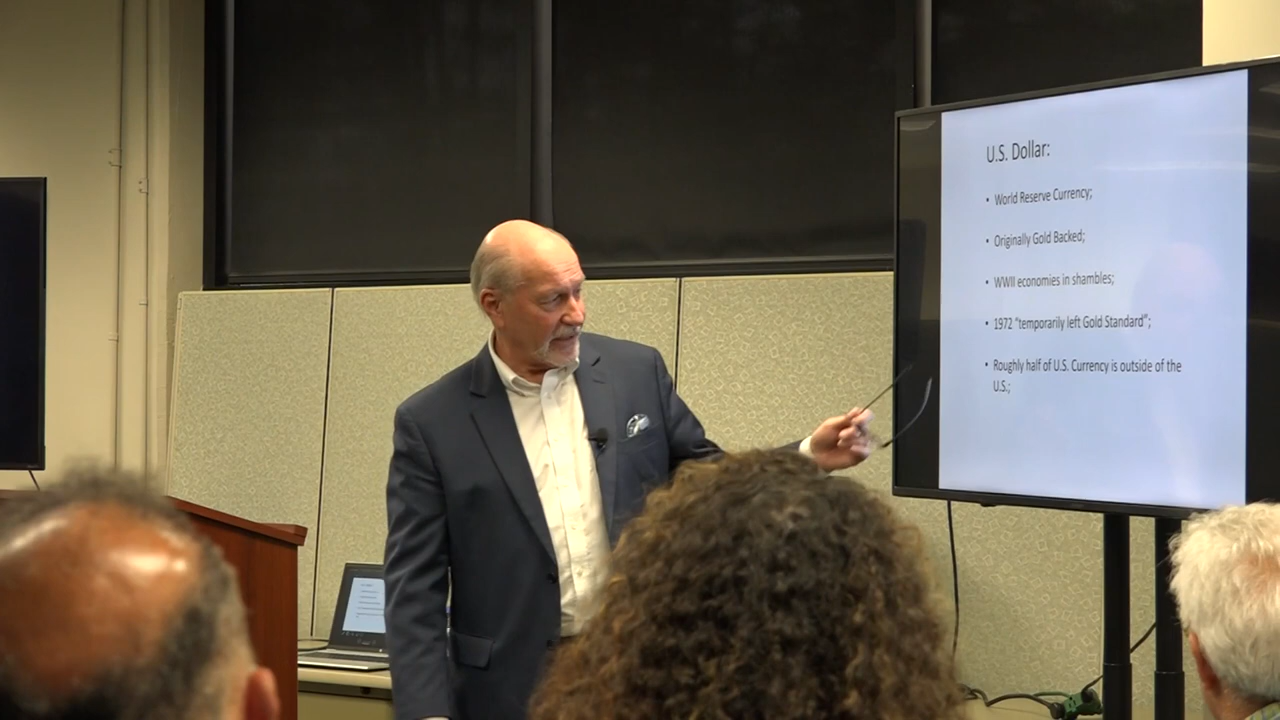 U.S. Dollar:
• World Reserve Currency;
• Originally Gold Backed;
• WWII economies in shambles;
• 1972 “temporarily left Gold Standard”;
• Roughly half of U.S. Currency is outside of the
U.S.;